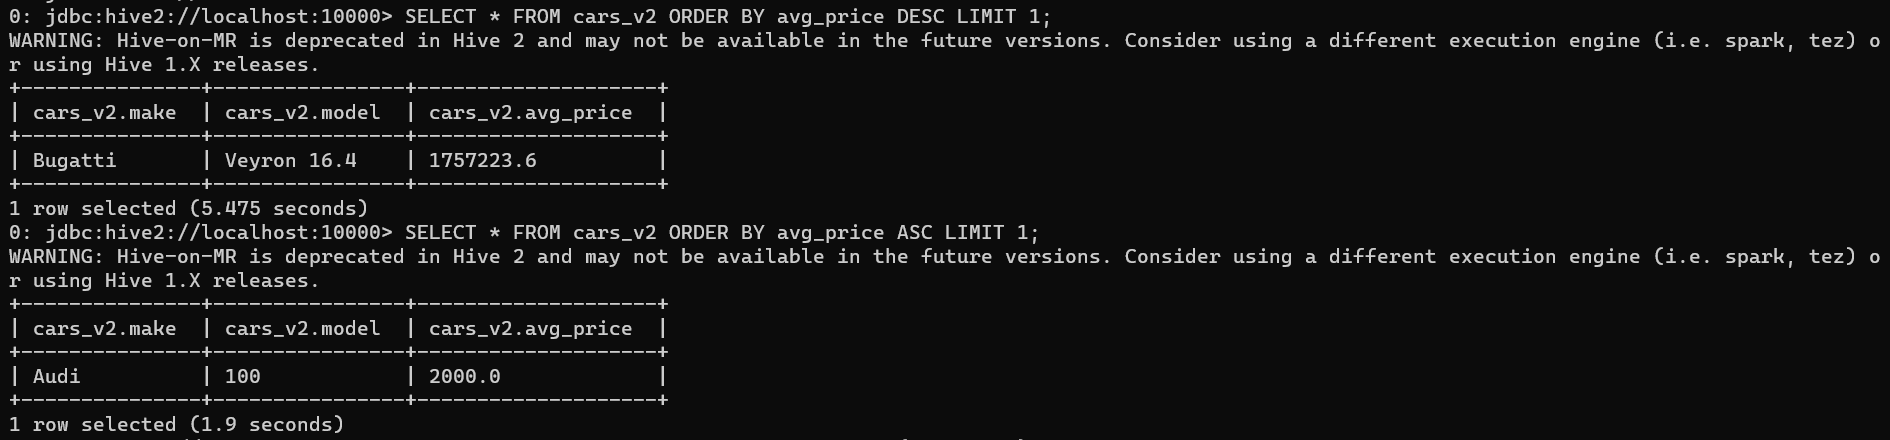 0: jdbc:hive2://localhost:10000> SELECT * FROM cars_v2 ORDER BY avg_price DESC LIMIT 1;
WARNING: Hive-on-MR is deprecated in Hive 2 and may not be available in the future versions. Consider using a different execution engine (i.e. spark, tez) o
r using Hive 1.X releases.
+---------------+----------------+--------------------+
| cars_v2.make  | cars_v2.model  | cars_v2.avg_price  |
+---------------+----------------+--------------------+
| Bugatti       | Veyron 16.4    | 1757223.6          |
+---------------+----------------+--------------------+
1 row selected (5.475 seconds)
0: jdbc:hive2://localhost:10000> SELECT * FROM cars_v2 ORDER BY avg_price ASC LIMIT 1;
WARNING: Hive-on-MR is deprecated in Hive 2 and may not be available in the future versions. Consider using a different execution engine (i.e. spark, tez) o
r using Hive 1.X releases.
+---------------+----------------+--------------------+
| cars_v2.make  | cars_v2.model  | cars_v2.avg_price  |
+---------------+----------------+--------------------+
| Audi          | 100            | 2000.0             |
+---------------+----------------+--------------------+
1 row selected (1.9 seconds)